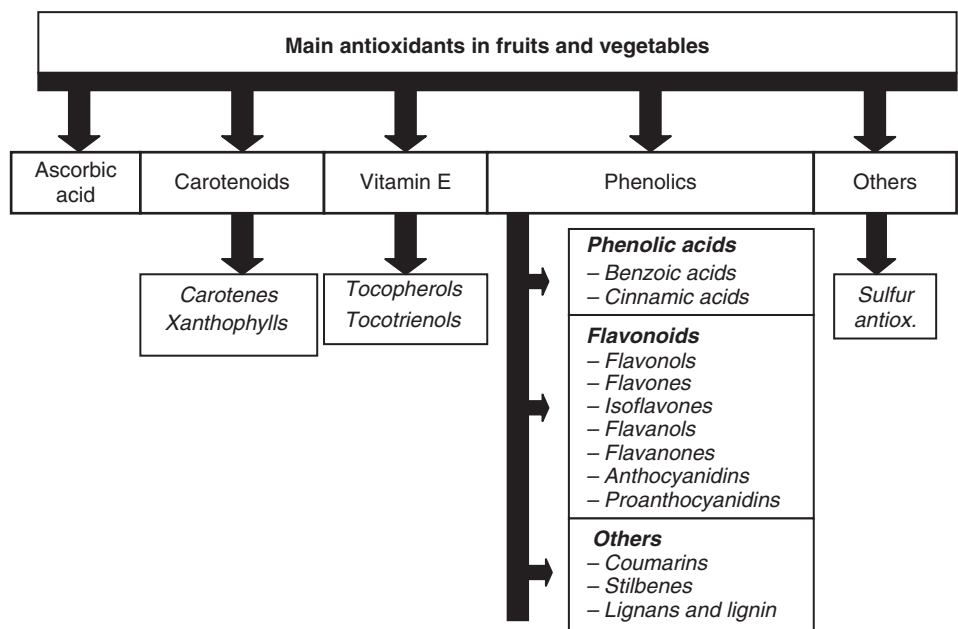 Main antioxidants in fruits and vegetables
Ascorbic
acid
Carotenoids
Vitamin E
Phenolics
Others
Carotenes
Xanthophylls
Tocopherols
Tocotrienols
Phenolic acids
– Benzoic acids
– Cinnamic acids
Flavonoids
– Flavonols
– Flavones
– Isoflavones
– Flavanols
– Flavanones
– Anthocyanidins
– Proanthocyanidins
Others
– Coumarins
– Stilbenes
– Lignans and lignin
Sulfur
antiox.